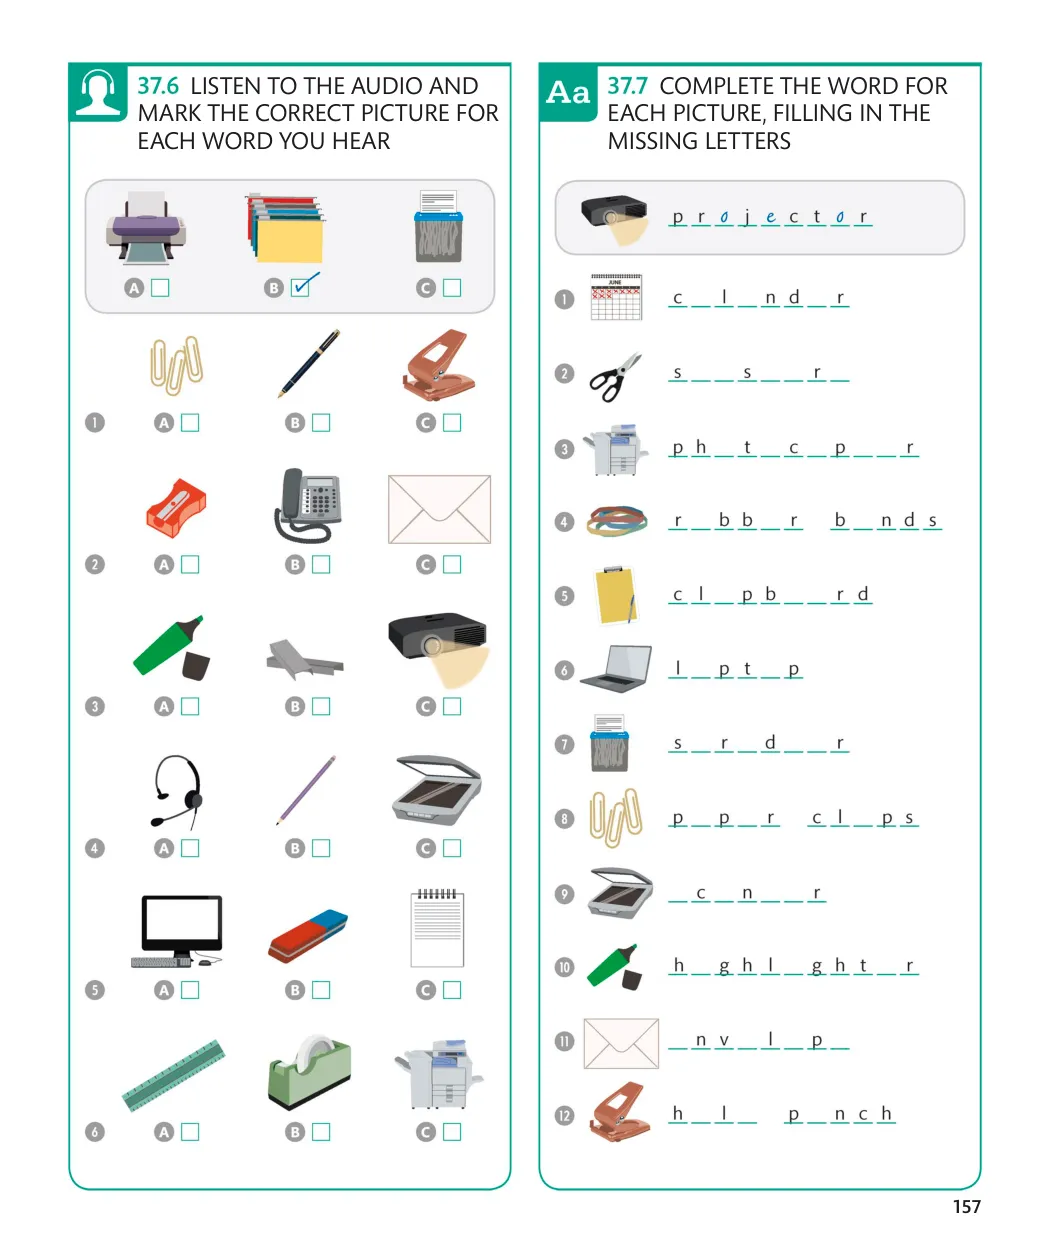 37.6 LISTEN TO THE AUDIO AND
MARK THE CORRECT PICTURE FOR
EACH WORD YOU HEAR
A
B
C
1 A B C
2 A B C
3 A B C
4 A B C
5 A B C
6 A B C
Aa
37.7 COMPLETE THE WORD FOR
EACH PICTURE, FILLING IN THE
MISSING LETTERS
p r o j e c t o r
JUNE
1 c _ l _ n d _ r
2 s _ _ s _ _ r _
3 p h _ t _ c _ p _ _ r
4 r _ b b _ r b _ n d s
5 c l _ p b _ _ r d
6 l _ p t _ p
7 s _ r _ d _ _ r
8 p _ p _ r c l _ p s
9 _ c _ n _ _ r
10 h _ g h l _ g h t _ r
11 _ n v _ l _ p _
12 h _ l _ p _ n c h
157